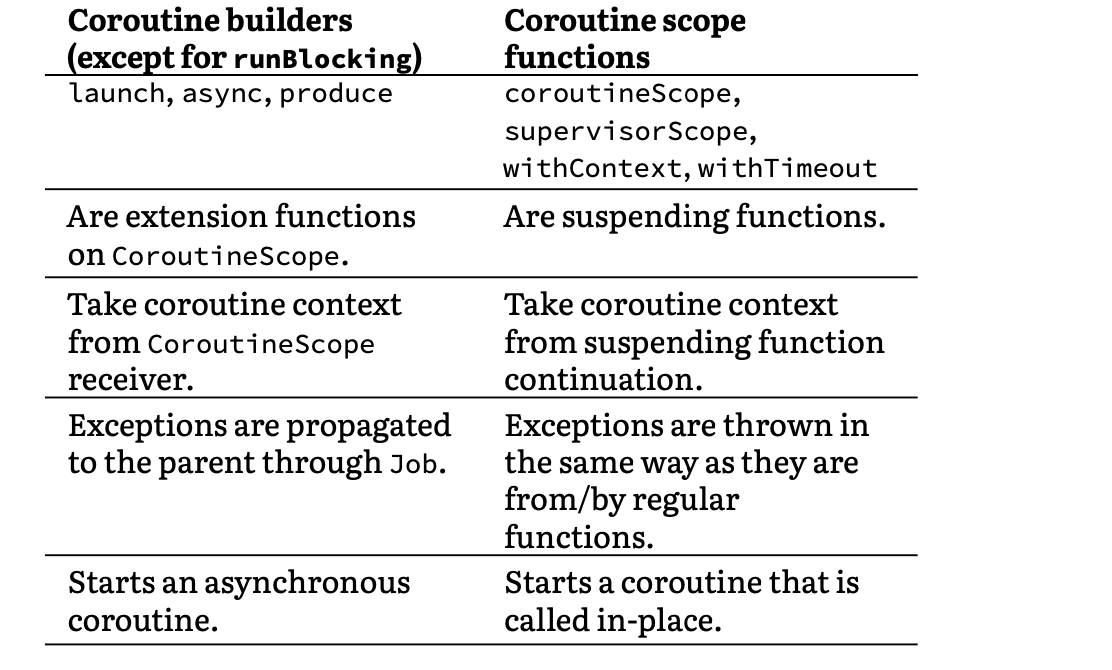 Coroutine builders
(except for runBlocking)
Coroutine scope
functions
launch, async, produce
coroutineScope,
supervisorScope,
withContext, withTimeout
Are extension functions
on CoroutineScope.
Are suspending functions.
Take coroutine context
from CoroutineScope
receiver.
Take coroutine context
from suspending function
continuation.
Exceptions are propagated
to the parent through Job.
Exceptions are thrown in
the same way as they are
from/by regular
functions.
Starts an asynchronous
coroutine.
Starts a coroutine that is
called in-place.